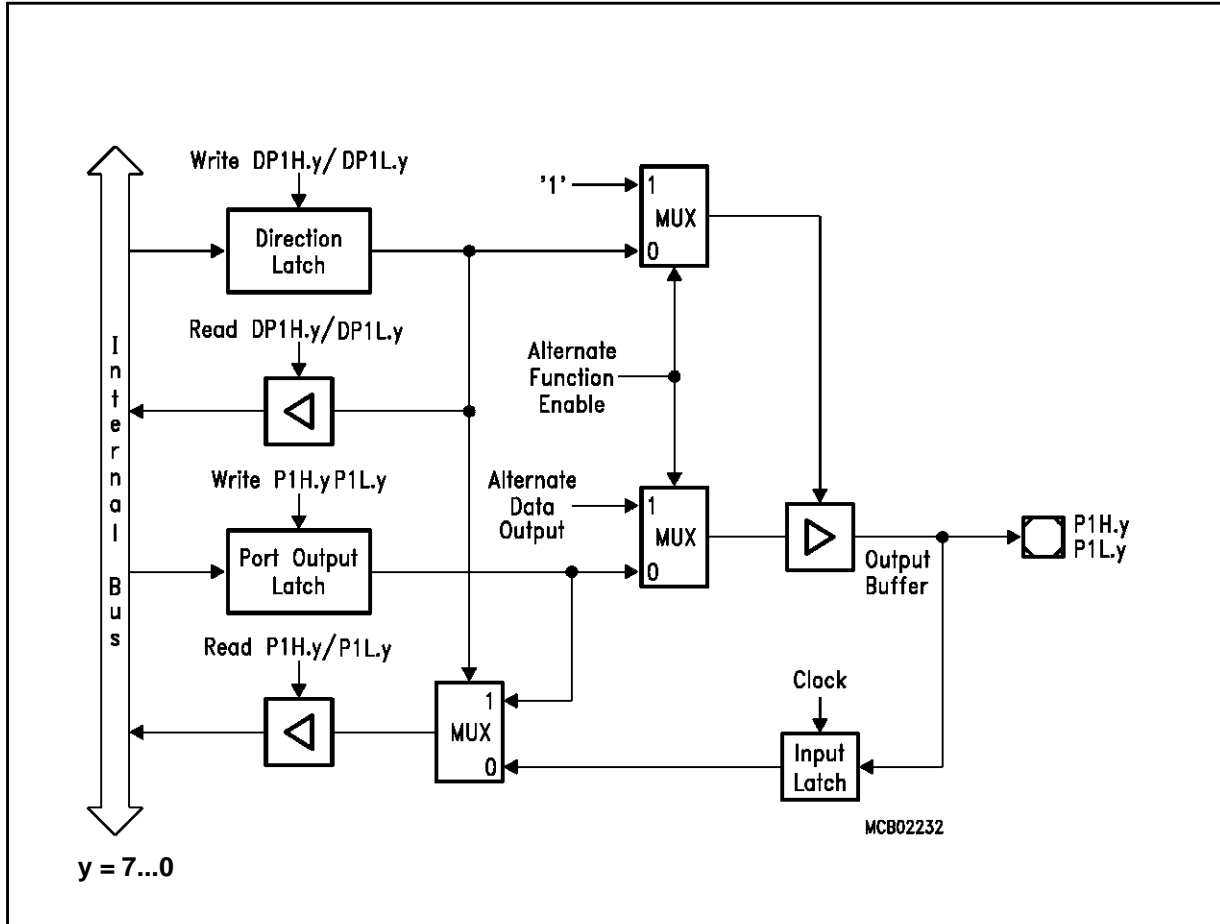 Write DP1H.y/DP1L.y
Direction
Latch
'1'
1
MUX
0
Read DP1H.y/DP1L.y
Internal Bus
Alternate
Function
Enable
Write P1H.yP1L.y
Port Output
Latch
Alternate
Data
Output
1
MUX
0
Output
Buffer
P1H.y
P1L.y
Read P1H.y/P1L.y
1
MUX
0
Clock
Input
Latch
MCB02232
y = 7...0